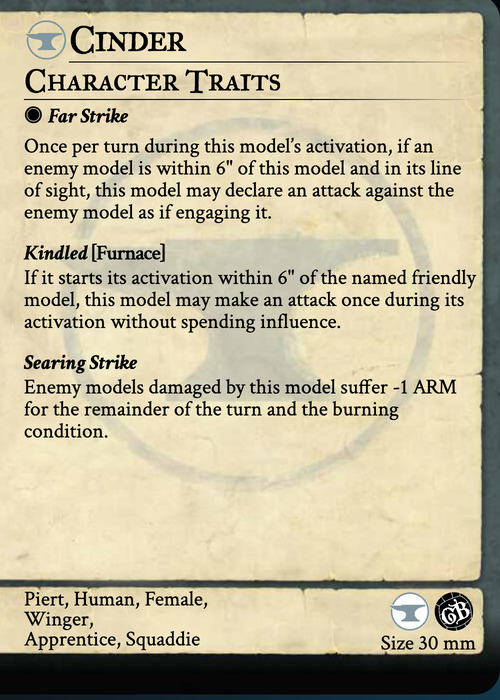 Cinder
Character Traits
Far Strike
Once per turn during this model's activation, if an
enemy model is within 6" of this model and in its line
of sight, this model may declare an attack against the
enemy model as if engaging it.
Kindled [Furnace]
If it starts its activation within 6" of the named friendly
model, this model may make an attack once during its
activation without spending influence.
Searing Strike
Enemy models damaged by this model suffer -1 ARM
for the remainder of the turn and the burning
condition.
Piert, Human, Female,
Winger,
Apprentice, Squaddie
GB
Size 30 mm